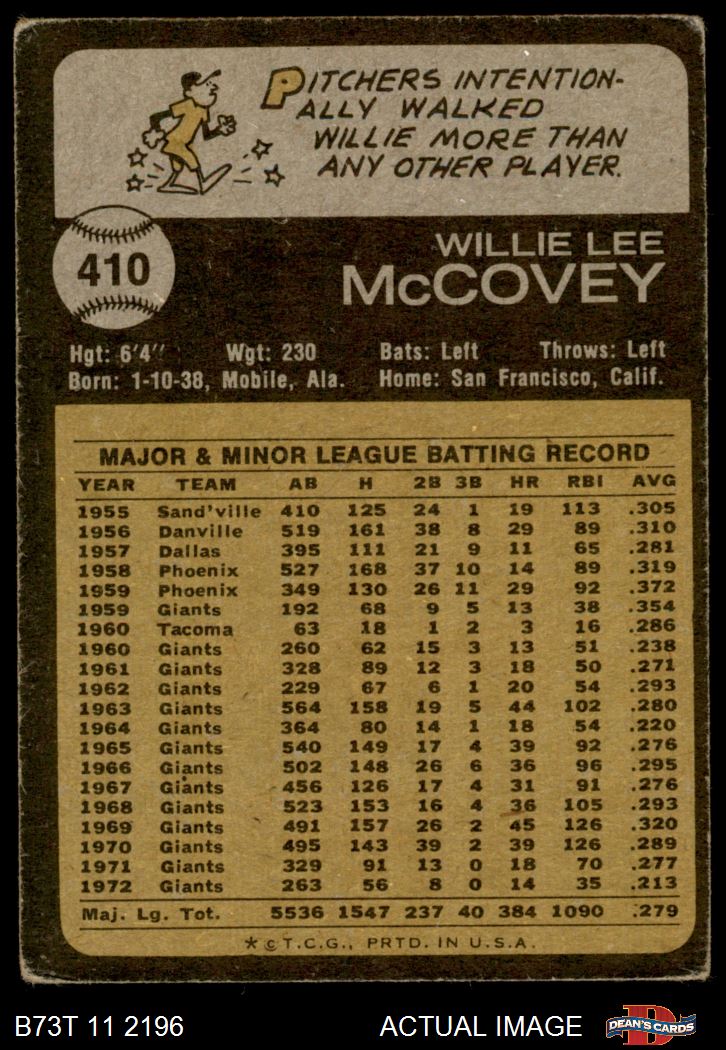 PITCHERS INTENTION-
ALLY WALKED
WILLIE MORE THAN
ANY OTHER PLAYER.
410
WILLIE LEE
McCOVEY
Hgt: 6'4" Wgt: 230 Bats: Left Throws: Left
Born: 1-10-38, Mobile, Ala. Home: San Francisco, Calif.
MAJOR & MINOR LEAGUE BATTING RECORD
YEAR TEAM AB H 2B 3B HR RBI AVG
1955 Sand'ville 410 125 24 1 19 113 .305
1956 Danville 519 161 38 8 29 89 .310
1957 Dallas 395 111 21 9 11 65 .281
1958 Phoenix 527 168 37 10 14 89 .319
1959 Phoenix 349 130 26 11 29 92 .372
1959 Giants 192 68 9 5 13 38 .354
1960 Tacoma 63 18 1 2 3 16 .286
1960 Giants 260 62 15 3 13 51 .238
1961 Giants 328 89 12 3 18 50 .271
1962 Giants 229 67 6 1 20 54 .293
1963 Giants 564 158 19 5 44 102 .280
1964 Giants 364 80 14 1 18 54 .220
1965 Giants 540 149 17 4 39 92 .276
1966 Giants 502 148 26 6 36 96 .295
1967 Giants 456 126 17 4 31 91 .276
1968 Giants 523 153 16 4 36 105 .293
1969 Giants 491 157 26 2 45 126 .320
1970 Giants 495 143 39 2 39 126 .289
1971 Giants 329 91 13 0 18 70 .277
1972 Giants 263 56 8 0 14 35 .213
Maj. Lg. Tot. 5536 1547 237 40 384 1090 .279
* © T.C.G., PRTD. IN U.S.A.
B73T 11 2196 ACTUAL IMAGE D DEAN'S CARDS